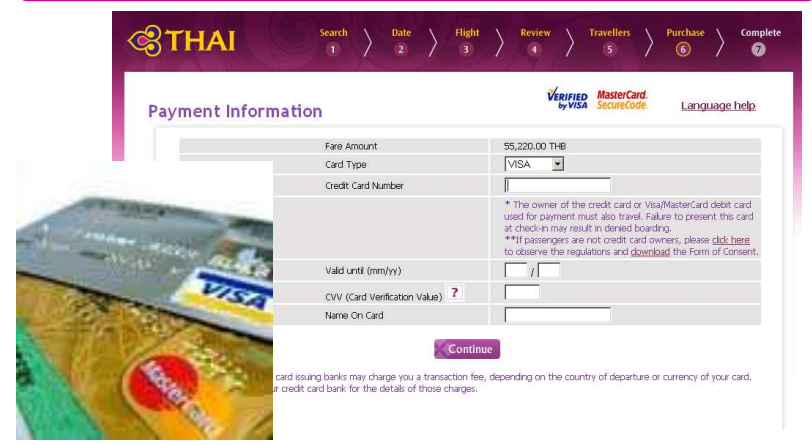 THAI
Search Date Flight Review Travellers Purchase Complete
1 2 3 4 5 6 7
Payment Information
VERIFIED by VISA
MasterCard. SecureCode.
Language help
Fare Amount 55,220.00 THB
Card Type VISA
Credit Card Number
* The owner of the credit card or Visa/MasterCard debit card
used for payment must also travel. Failure to present this card
at check-in may result in denied boarding.
**If passengers are not credit card owners, please click here
to observe the regulations and download the Form of Consent.
Valid until (mm/yy) /
CVV (Card Verification Value) ?
Name On Card
Continue
card issuing banks may charge you a transaction fee, depending on the country of departure or currency of your card.
credit card bank for the details of those charges.
VISA
MasterCard